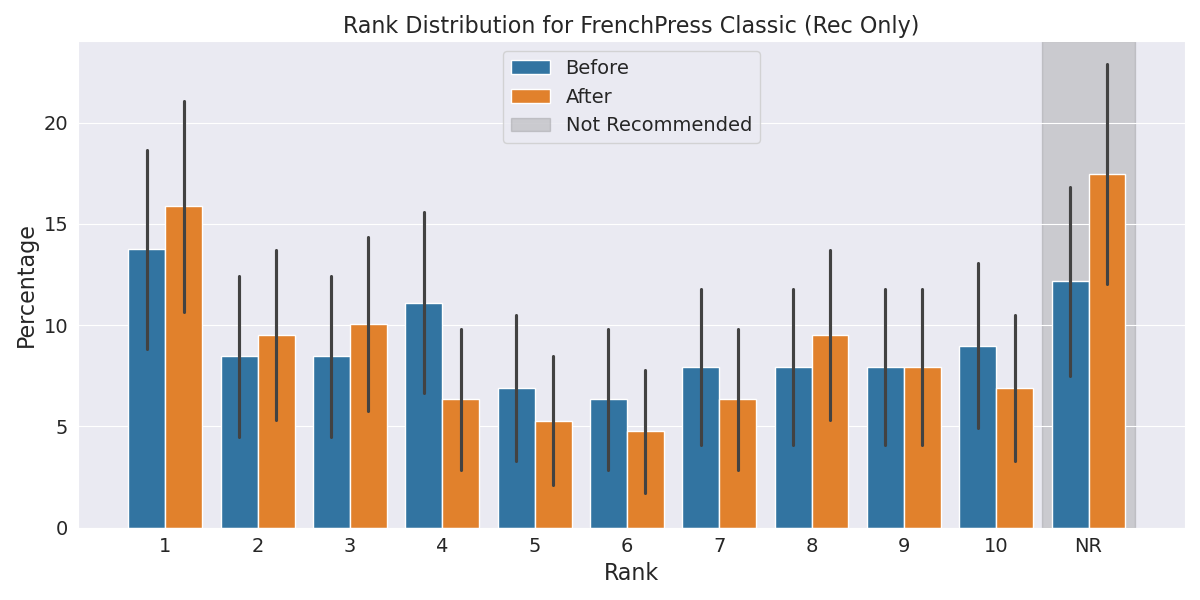 Rank Distribution for FrenchPress Classic (Rec Only)
Before
After
Not Recommended
Percentage
20
15
10
5
0
1 2 3 4 5 6 7 8 9 10 NR
Rank